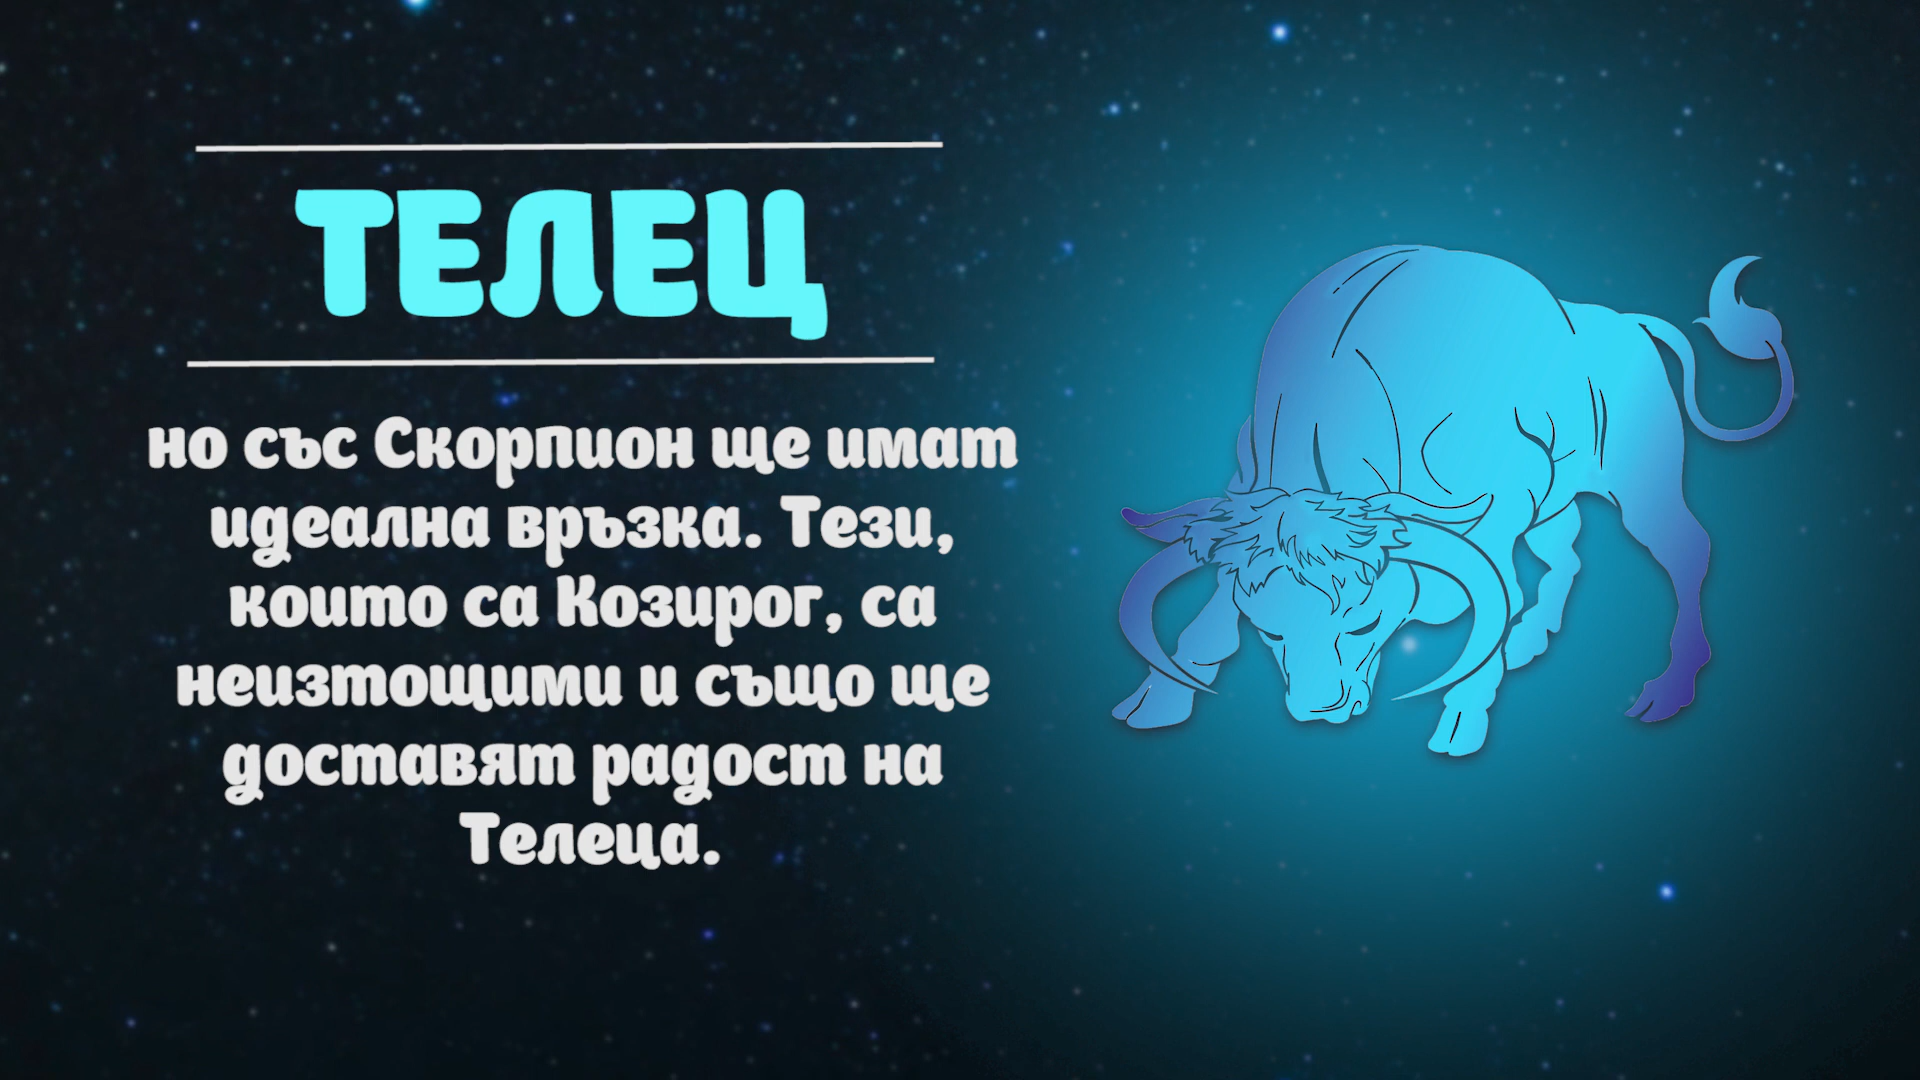 ТЕЛЕЦ
но със Скорпион ще имат
идеална връзка. Тези,
които са Козирог, са
неизтощими и също ще
доставят радост на
Телеца.